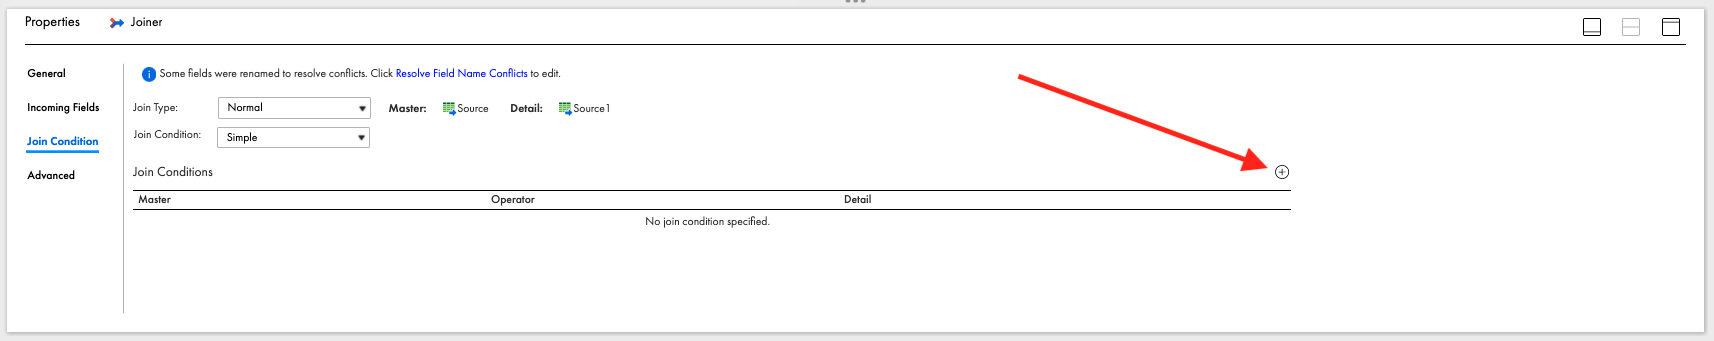 Properties Joiner
General
Some fields were renamed to resolve conflicts. Click Resolve Field Name Conflicts to edit.
Incoming Fields
Join Type: Normal Master: Source Detail: Source1
Join Condition
Join Condition: Simple
Advanced
Join Conditions
Master Operator Detail
No join condition specified.